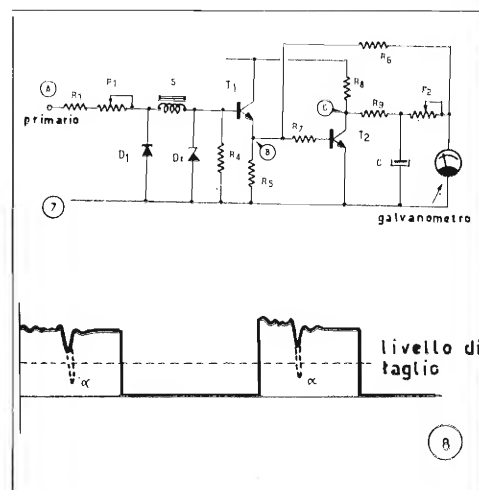 R6
A
R1
P1
S
T1
R8
C
R9
P2
primario
B
R7
T2
D1
Dz
R4
R5
C
7
galvanometro
livello di
taglio
α
α
8